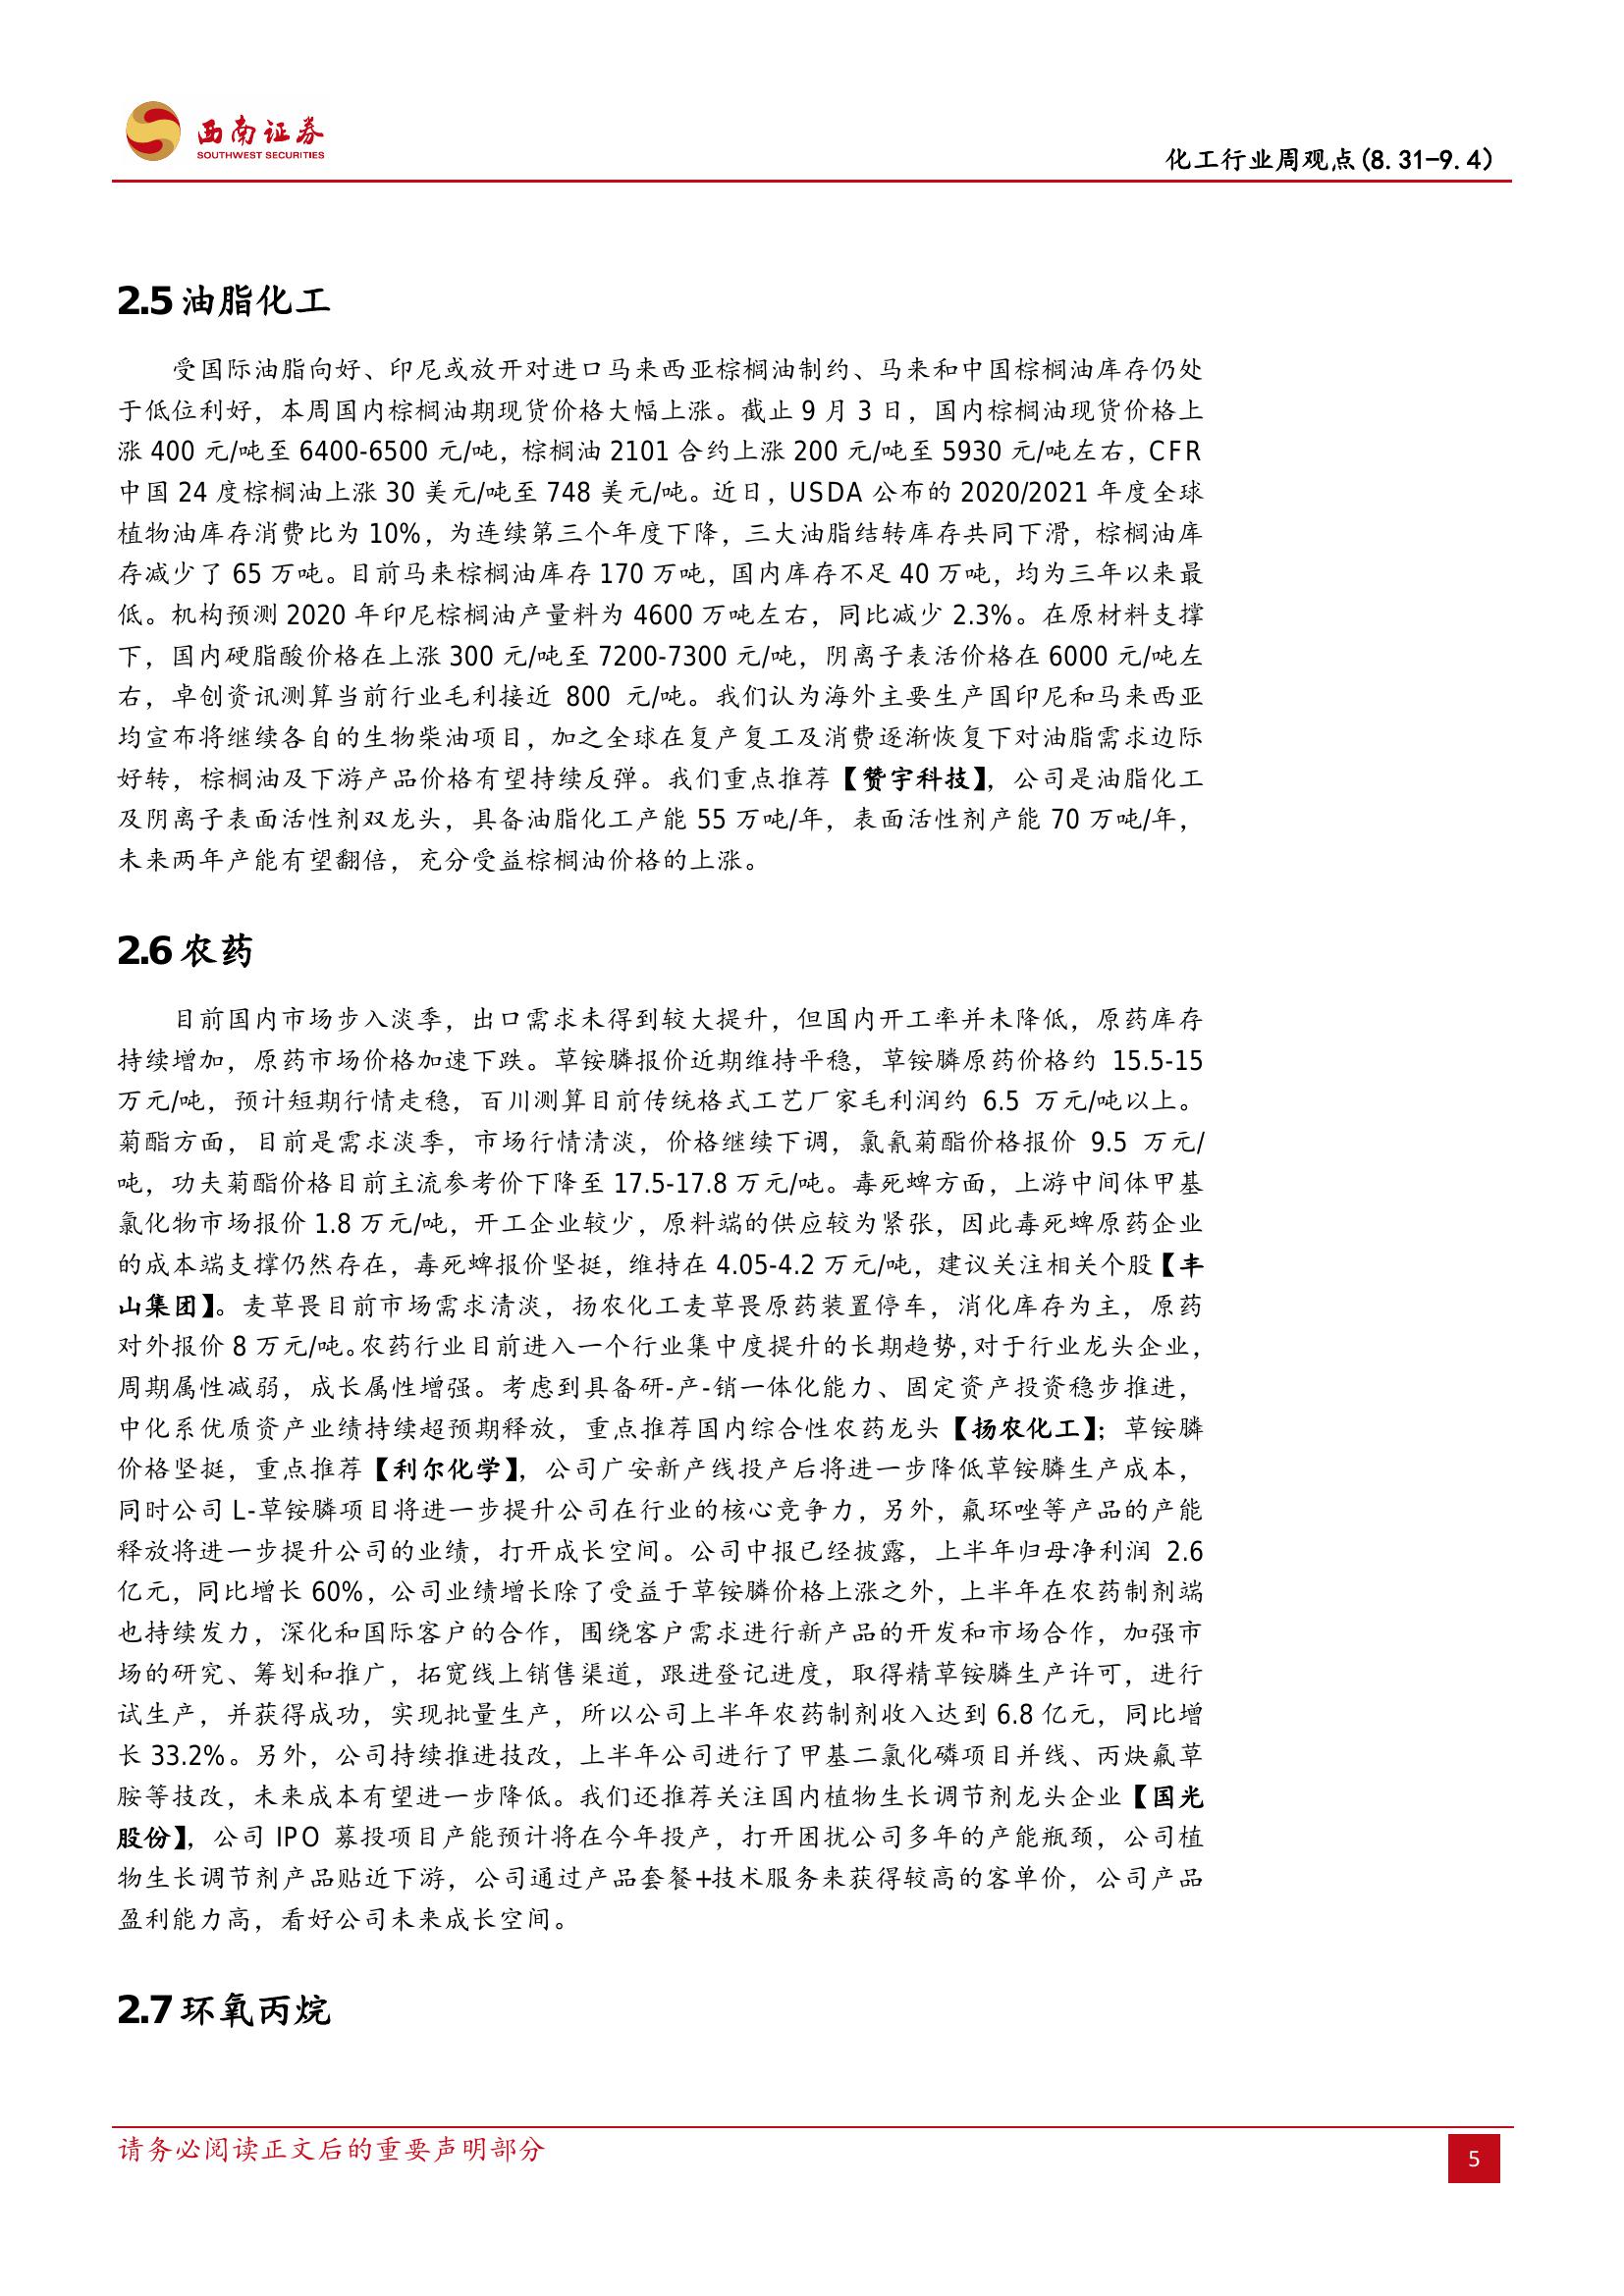 西南证券
SOUTHWEST SECURITIES
化工行业周观点(8.31-9.4)
2.5 油脂化工
受国际油脂向好、印尼或放开对进口马来西亚棕榈油制约、马来和中国棕榈油库存仍处
于低位利好，本周国内棕榈油期现货价格大幅上涨。截止 9 月 3 日，国内棕榈油现货价格上
涨 400 元/吨至 6400-6500 元/吨，棕榈油 2101 合约上涨 200 元/吨至 5930 元/吨左右，CFR
中国 24 度棕榈油上涨 30 美元/吨至 748 美元/吨。近日，USDA 公布的 2020/2021 年度全球
植物油库存消费比为 10%，为连续第三个年度下降，三大油脂结转库存共同下滑，棕榈油库
存减少了 65 万吨。目前马来棕榈油库存 170 万吨，国内库存不足 40 万吨，均为三年以来最
低。机构预测 2020 年印尼棕榈油产量料为 4600 万吨左右，同比减少 2.3%。在原材料支撑
下，国内硬脂酸价格在上涨 300 元/吨至 7200-7300 元/吨，阴离子表活价格在 6000 元/吨左
右，卓创资讯测算当前行业毛利接近 800 元/吨。我们认为海外主要生产国印尼和马来西亚
均宣布将继续各自的生物柴油项目，加之全球在复产复工及消费逐渐恢复下对油脂需求边际
好转，棕榈油及下游产品价格有望持续反弹。我们重点推荐【赞宇科技】，公司是油脂化工
及阴离子表面活性剂双龙头，具备油脂化工产能 55 万吨/年，表面活性剂产能 70 万吨/年，
未来两年产能有望翻倍，充分受益棕榈油价格的上涨。
2.6 农药
目前国内市场步入淡季，出口需求未得到较大提升，但国内开工率并未降低，原药库存
持续增加，原药市场价格加速下跌。草铵膦报价近期维持平稳，草铵膦原药价格约 15.5-15
万元/吨，预计短期行情走稳，百川测算目前传统格式工艺厂家毛利润约 6.5 万元/吨以上。
菊酯方面，目前是需求淡季，市场行情清淡，价格继续下调，氯氰菊酯价格报价 9.5 万元/
吨，功夫菊酯价格目前主流参考价下降至 17.5-17.8 万元/吨。毒死蜱方面，上游中间体甲基
氯化物市场报价 1.8 万元/吨，开工企业较少，原料端的供应较为紧张，因此毒死蜱原药企业
的成本端支撑仍然存在，毒死蜱报价坚挺，维持在 4.05-4.2 万元/吨，建议关注相关个股【丰
山集团】。麦草畏目前市场需求清淡，扬农化工麦草畏原药装置停车，消化库存为主，原药
对外报价 8 万元/吨。农药行业目前进入一个行业集中度提升的长期趋势，对于行业龙头企业，
周期属性减弱，成长属性增强。考虑到具备研-产-销一体化能力、固定资产投资稳步推进，
中化系优质资产业绩持续超预期释放，重点推荐国内综合性农药龙头【扬农化工】；草铵膦
价格坚挺，重点推荐【利尔化学】，公司广安新产线投产后将进一步降低草铵膦生产成本，
同时公司 L-草铵膦项目将进一步提升公司在行业的核心竞争力，另外，氟环唑等产品的产能
释放将进一步提升公司的业绩，打开成长空间。公司中报已经披露，上半年归母净利润 2.6
亿元，同比增长 60%，公司业绩增长除了受益于草铵膦价格上涨之外，上半年在农药制剂端
也持续发力，深化和国际客户的合作，围绕客户需求进行新产品的开发和市场合作，加强市
场的研究、筹划和推广，拓宽线上销售渠道，跟进登记进度，取得精草铵膦生产许可，进行
试生产，并获得成功，实现批量生产，所以公司上半年农药制剂收入达到 6.8 亿元，同比增
长 33.2%。另外，公司持续推进技改，上半年公司进行了甲基二氯化磷项目并线、丙炔氟草
胺等技改，未来成本有望进一步降低。我们还推荐关注国内植物生长调节剂龙头企业【国光
股份】，公司 IPO 募投项目产能预计将在今年投产，打开困扰公司多年的产能瓶颈，公司植
物生长调节剂产品贴近下游，公司通过产品套餐+技术服务来获得较高的客单价，公司产品
盈利能力高，看好公司未来成长空间。
2.7 环氧丙烷
请务必阅读正文后的重要声明部分
5